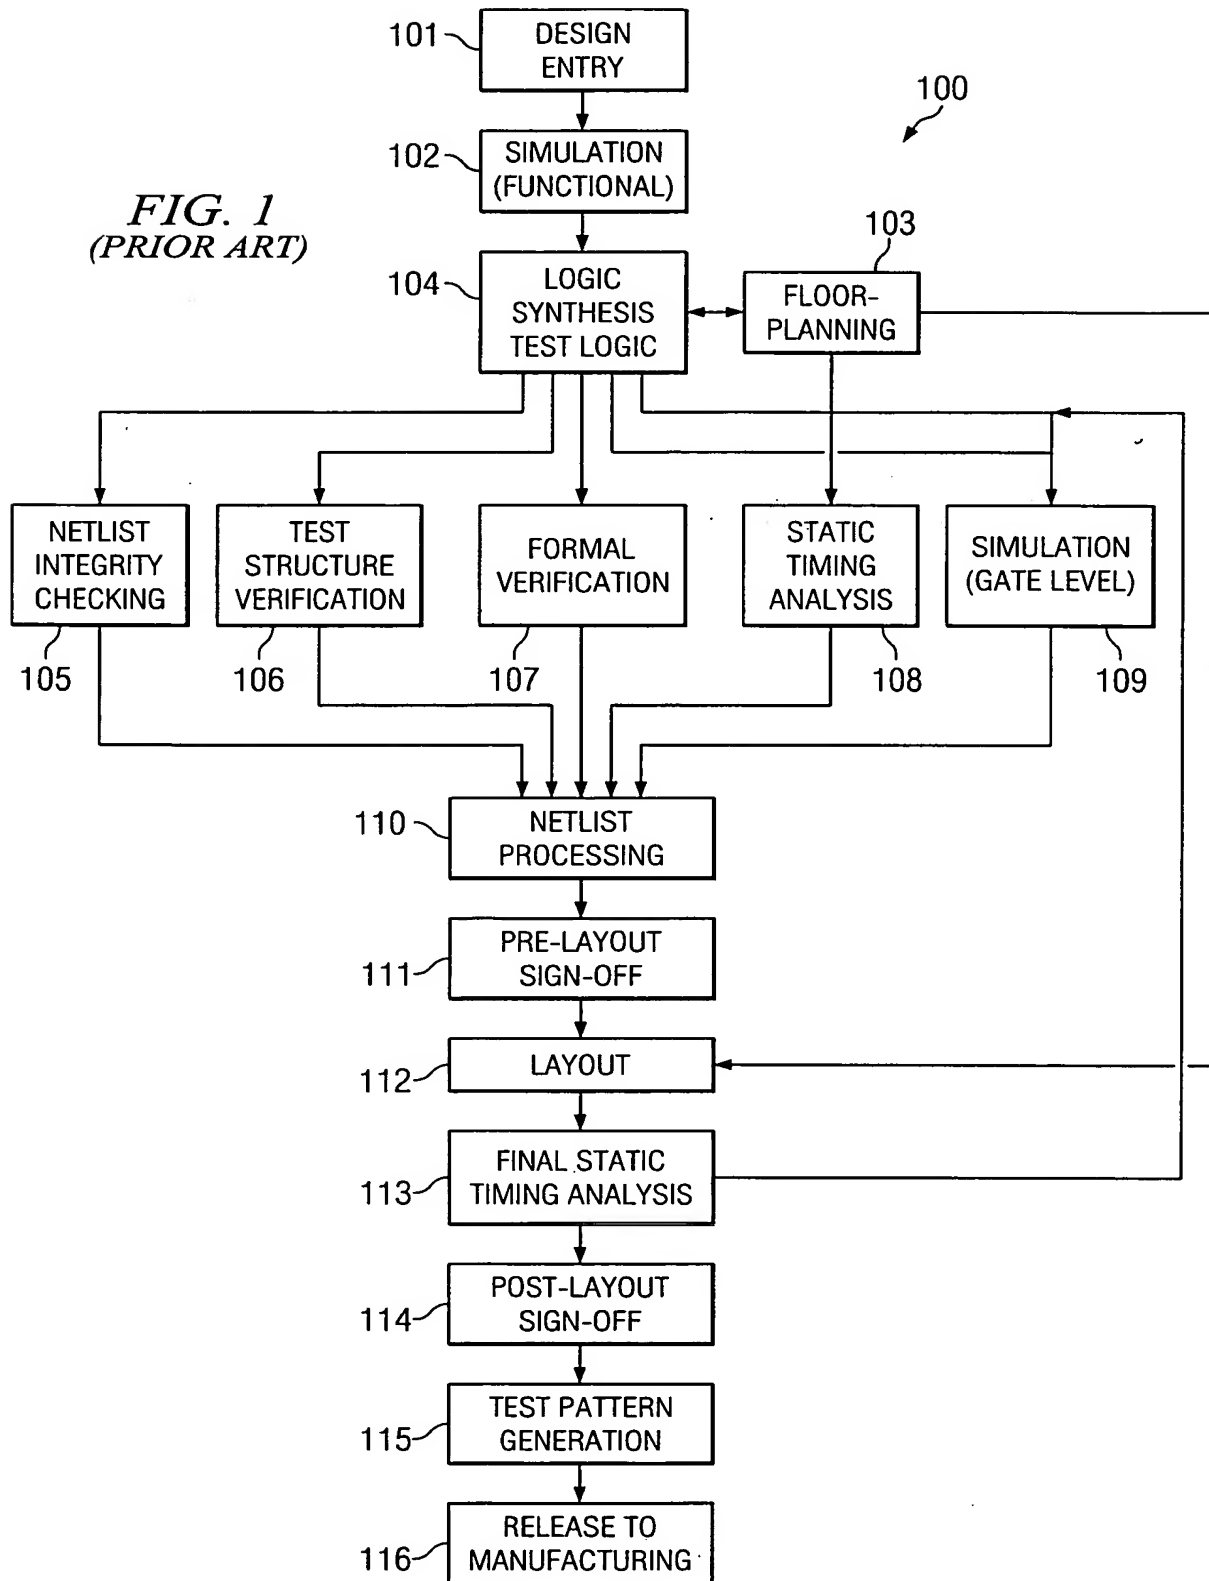 101
DESIGN
ENTRY
100
102
SIMULATION
(FUNCTIONAL)
FIG. 1
(PRIOR ART)
103
104
LOGIC
SYNTHESIS
TEST LOGIC
FLOOR-
PLANNING
NETLIST
INTEGRITY
CHECKING
TEST
STRUCTURE
VERIFICATION
FORMAL
VERIFICATION
STATIC
TIMING
ANALYSIS
SIMULATION
(GATE LEVEL)
105
106
107
108
109
110
NETLIST
PROCESSING
111
PRE-LAYOUT
SIGN-OFF
112
LAYOUT
113
FINAL STATIC
TIMING ANALYSIS
114
POST-LAYOUT
SIGN-OFF
115
TEST PATTERN
GENERATION
116
RELEASE TO
MANUFACTURING